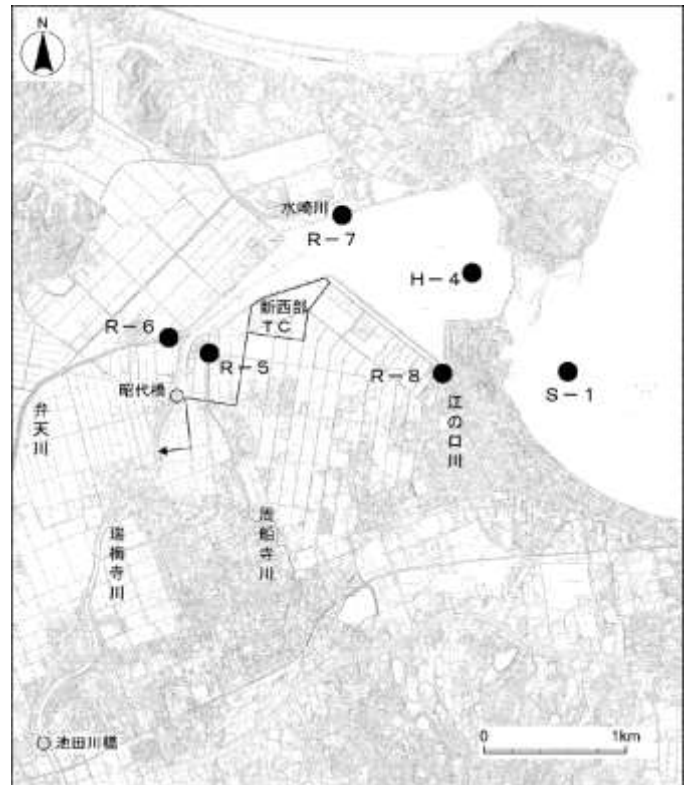 N
水崎川
R-7
H-4
新西部
TC
R-6
R-5
昭代橋
R-8
S-1
江の口川
弁天川
周船寺川
瑞梅寺川
池田川橋
0
1km